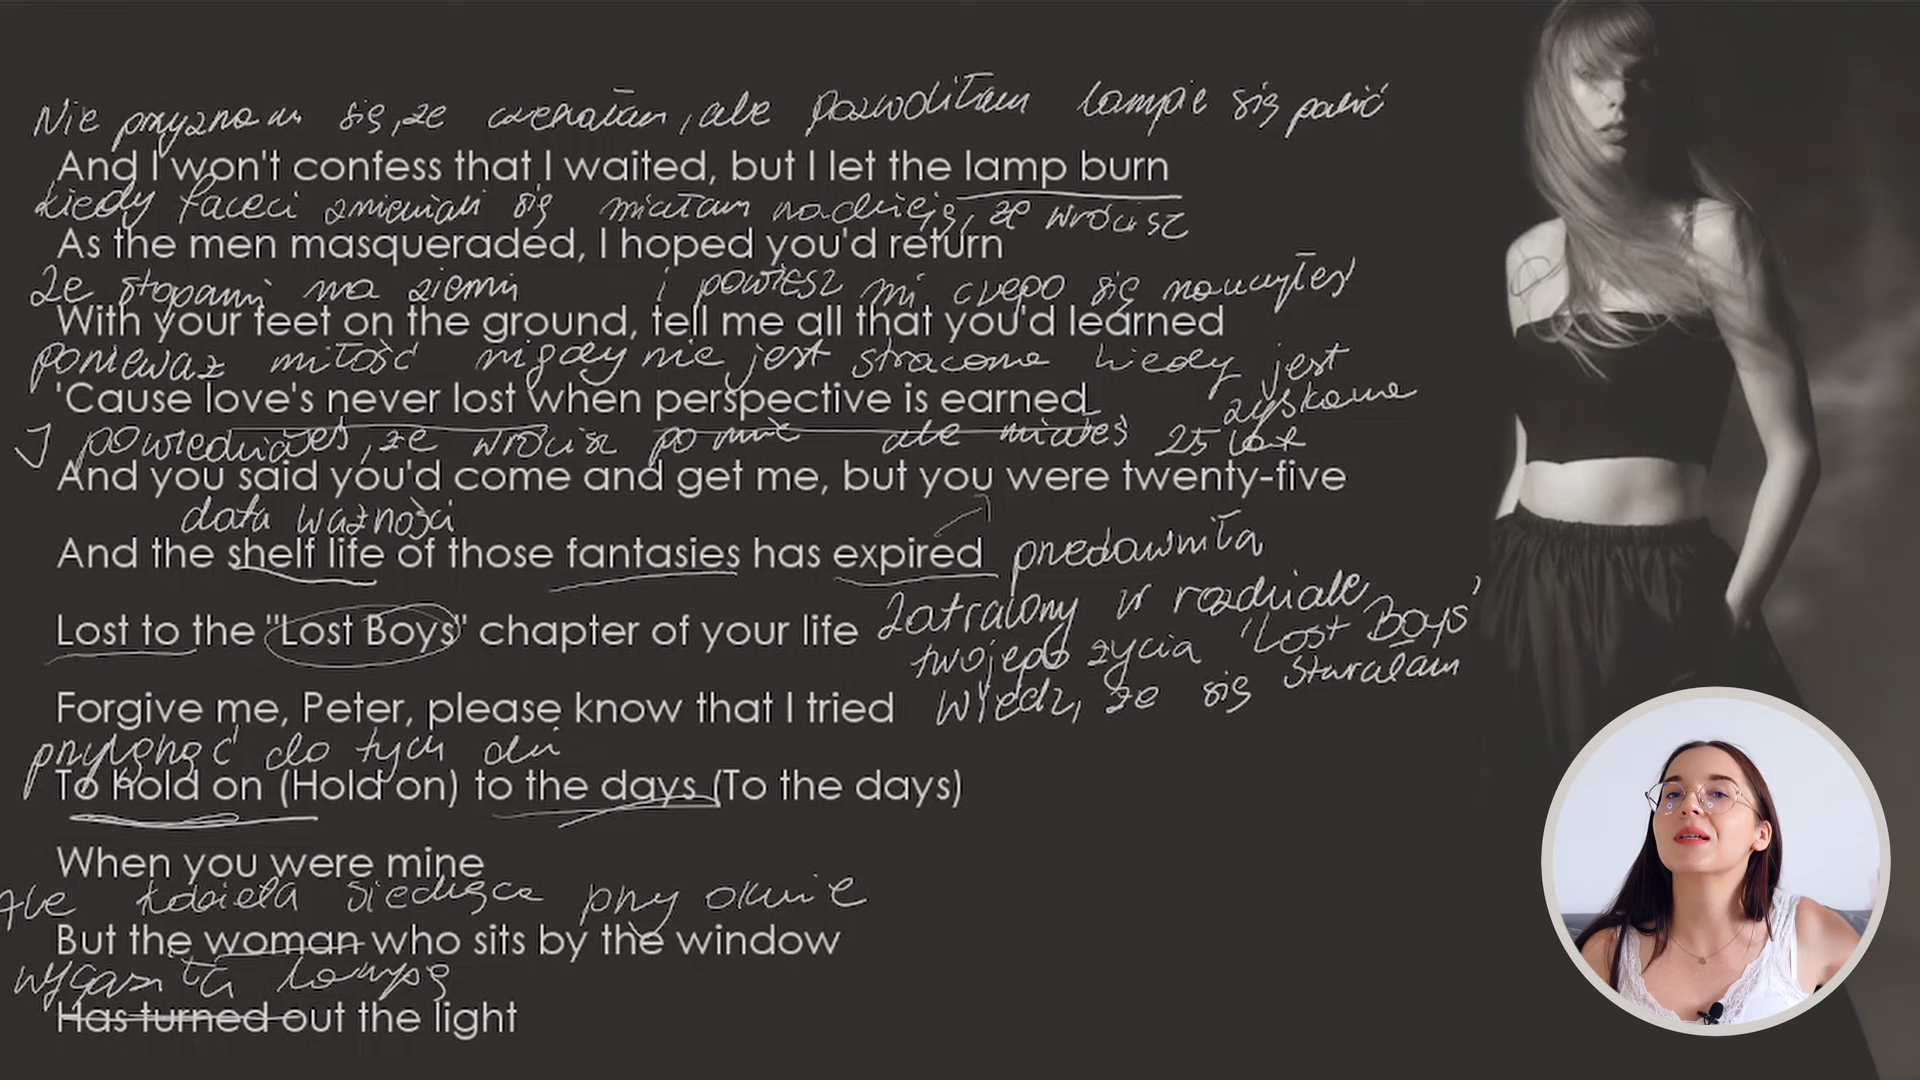 Nie przyznam się, że czekałam, ale pozwoliłam lampie się palić
And I won't confess that I waited, but I let the lamp burn
kiedy faceci zmieniali się miałam nadzieję, że wrócisz
As the men masqueraded, I hoped you'd return
Ze stopami na ziemi i powiesz mi czego się nauczyłeś
With your feet on the ground, tell me all that you'd learned
ponieważ miłość nigdy nie jest stracona kiedy jest
zyskana
'Cause love's never lost when perspective is earned
I powiedziałeś, że wrócisz po mnie ale miałeś 25 lat
And you said you'd come and get me, but you were twenty-five
data ważności
And the shelf life of those fantasies has expired przedawniła
Lost to the "Lost Boys" chapter of your life zatracony w rozdziale
twojego życia 'Lost Boys'
Forgive me, Peter, please know that I tried Wiedz, że się starałam
przylgnąć do tych dni
To hold on (Hold on) to the days (To the days)
When you were mine
Ale kobieta siedząca przy oknie
But the woman who sits by the window
wygasiła lampę
Has turned out the light